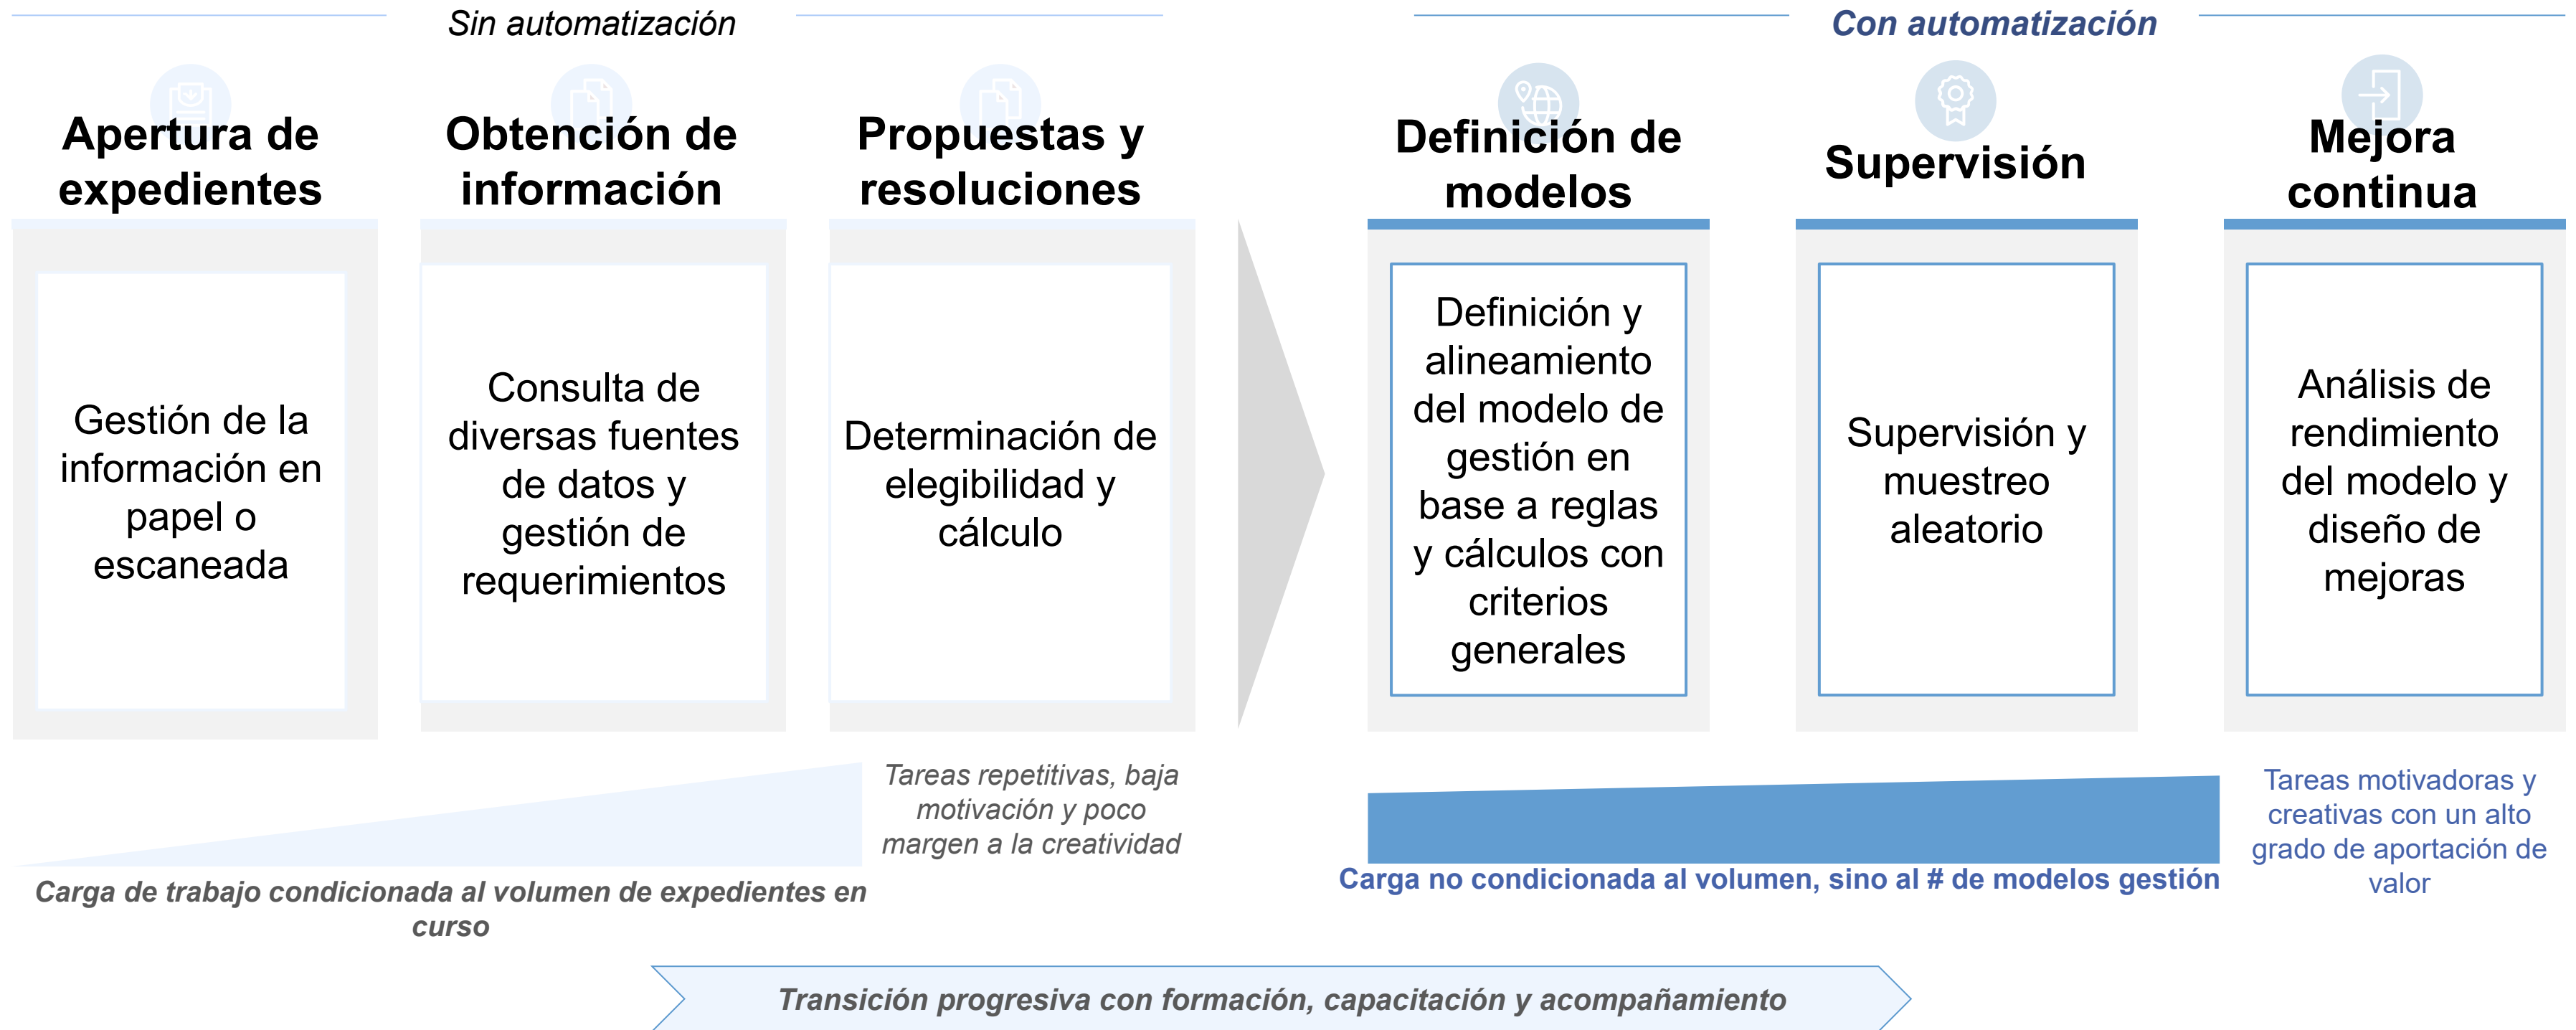 Sin automatización
Con automatización
Apertura de
expedientes
Obtención de
información
Propuestas y
resoluciones
Definición de
modelos
Supervisión
Mejora
continua
Gestión de la
información en
papel o
escaneada
Consulta de
diversas fuentes
de datos y
gestión de
requerimientos
Determinación de
elegibilidad y
cálculo
Definición y
alineamiento
del modelo de
gestión en
base a reglas
y cálculos con
criterios
generales
Supervisión y
muestreo
aleatorio
Análisis de
rendimiento
del modelo y
diseño de
mejoras
Carga de trabajo condicionada al volumen de expedientes en
curso
Tareas repetitivas, baja
motivación y poco
margen a la creatividad
Carga no condicionada al volumen, sino al # de modelos gestión
Tareas motivadoras y
creativas con un alto
grado de aportación de
valor
Transición progresiva con formación, capacitación y acompañamiento